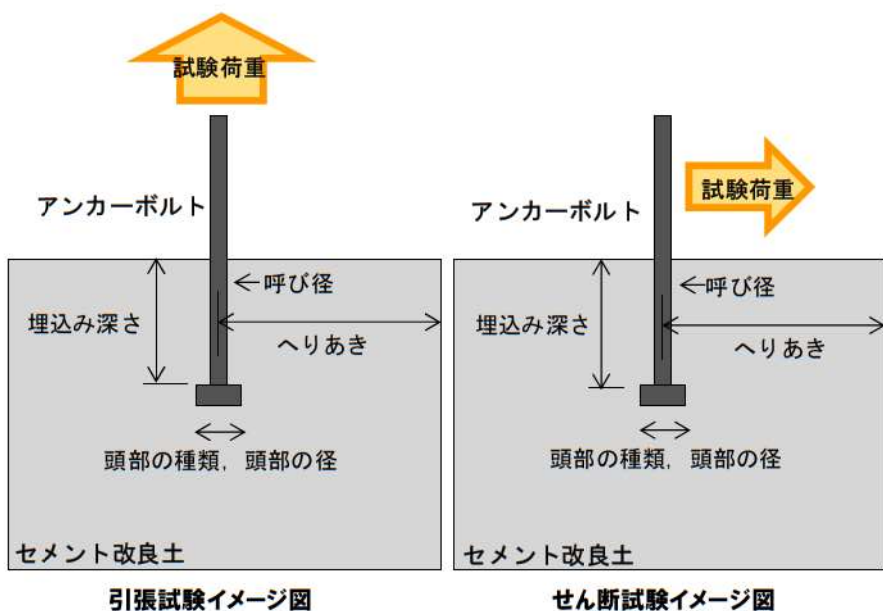 試験荷重
アンカーボルト
呼び径
埋込み深さ
へりあき
頭部の種類，頭部の径
セメント改良土
引張試験イメージ図
試験荷重
アンカーボルト
呼び径
埋込み深さ
へりあき
頭部の種類，頭部の径
セメント改良土
せん断試験イメージ図